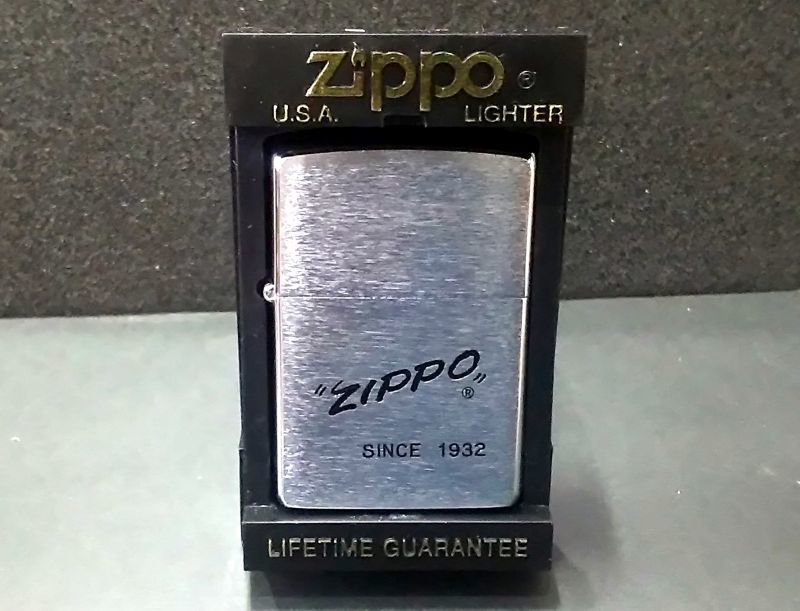 Zippo ®
U.S.A. LIGHTER
"ZIPPO" ®
SINCE 1932
LIFETIME GUARANTEE